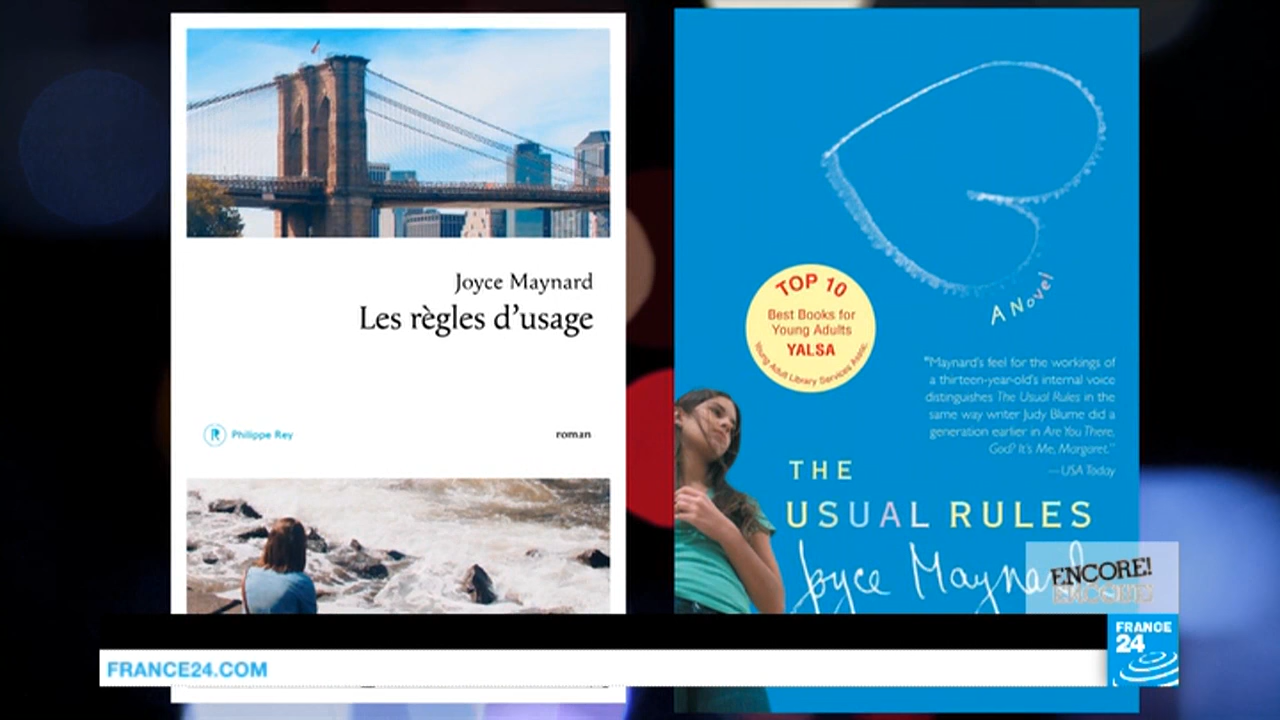 Joyce Maynard
Les règles d'usage
Philippe Rey
roman
A Novel
TOP 10
Best Books for
Young Adults
YALSA
Young Adult Library Services Assoc.
"Maynard's feel for the workings of
a thirteen-year-old's internal voice
distinguishes The Usual Rules in the
same way writer Judy Blume did a
generation earlier in Are You There,
God? It's Me, Margaret."
—USA Today
THE
USUAL RULES
Joyce Maynard
ENCORE!
FRANCE24.COM
FRANCE
24